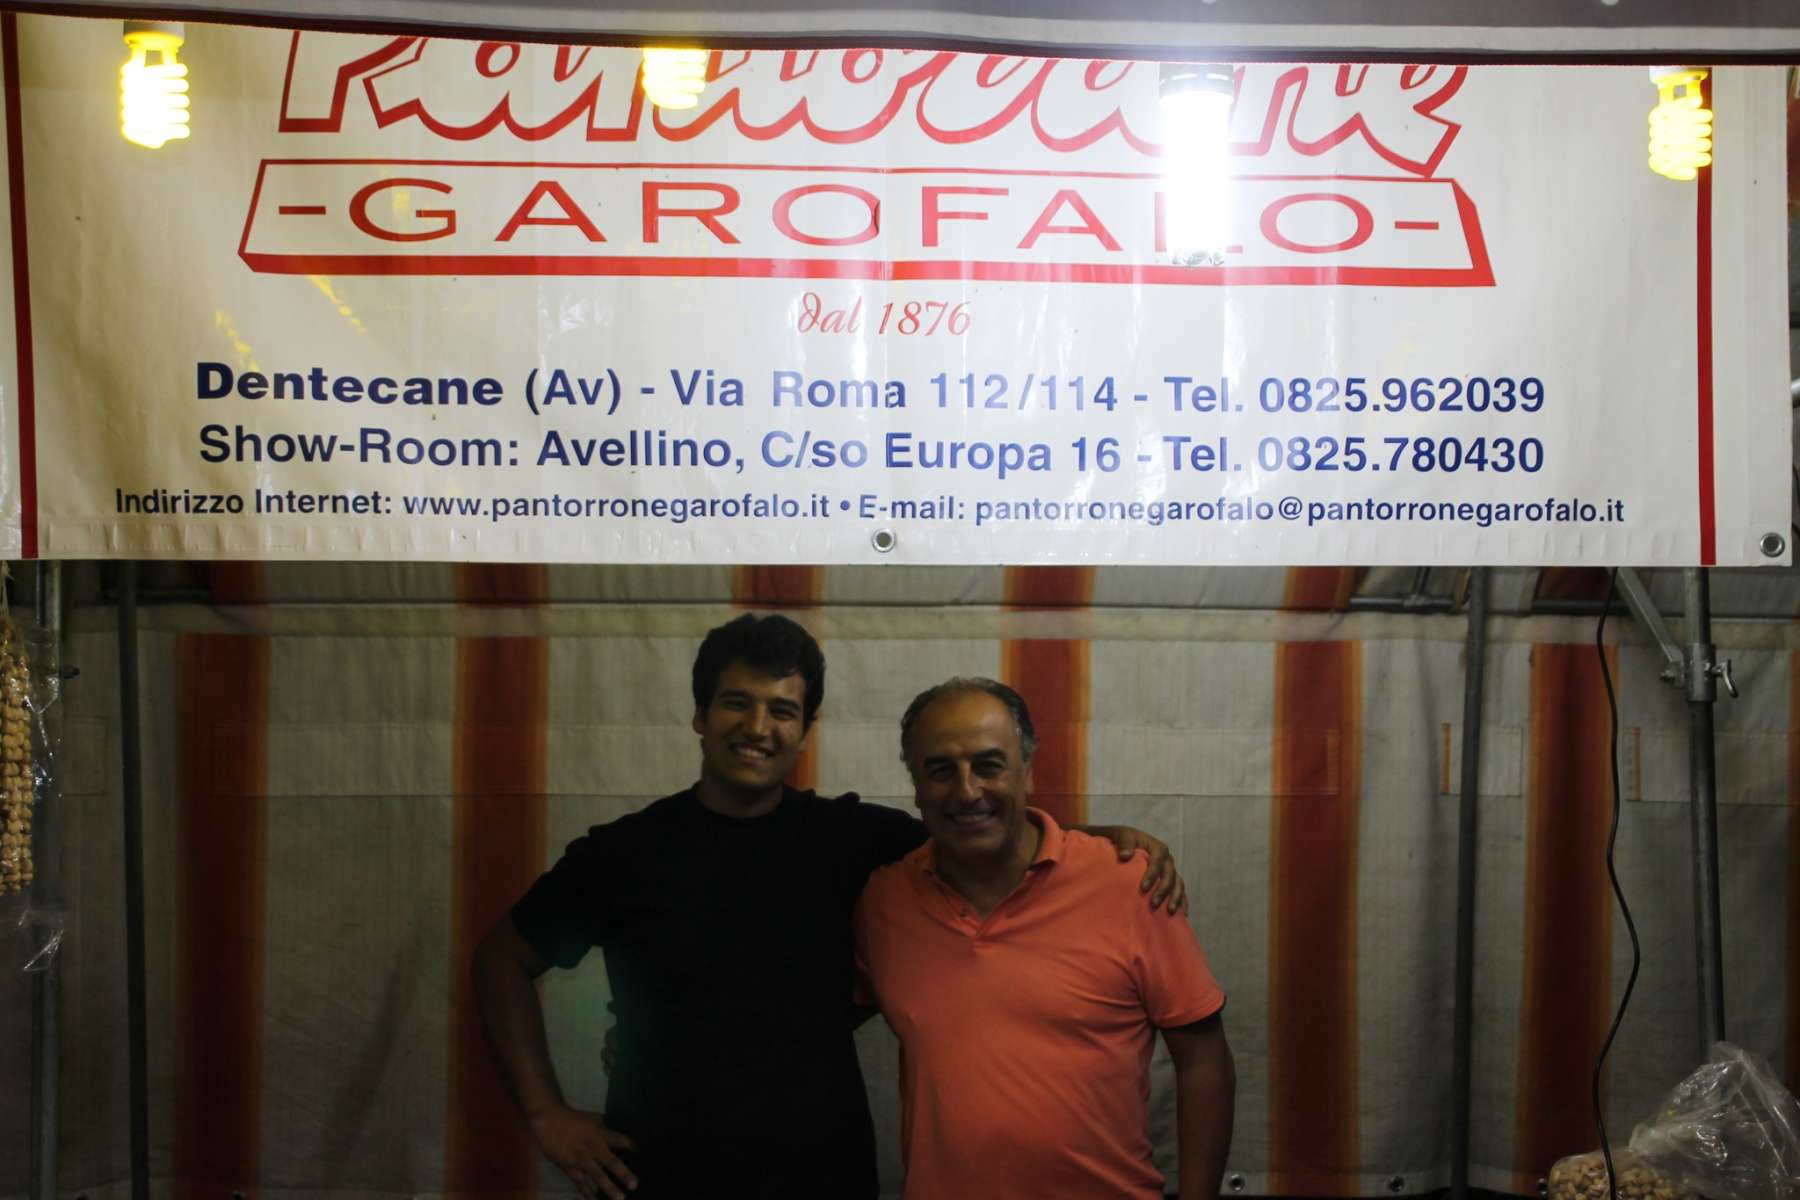 -GAROFALO-
dal 1876
Dentecane (Av) - Via Roma 112/114 - Tel. 0825.962039
Show-Room: Avellino, C/so Europa 16 - Tel. 0825.780430
Indirizzo Internet: www.pantorronegarofalo.it • E-mail: pantorronegarofalo@pantorronegarofalo.it